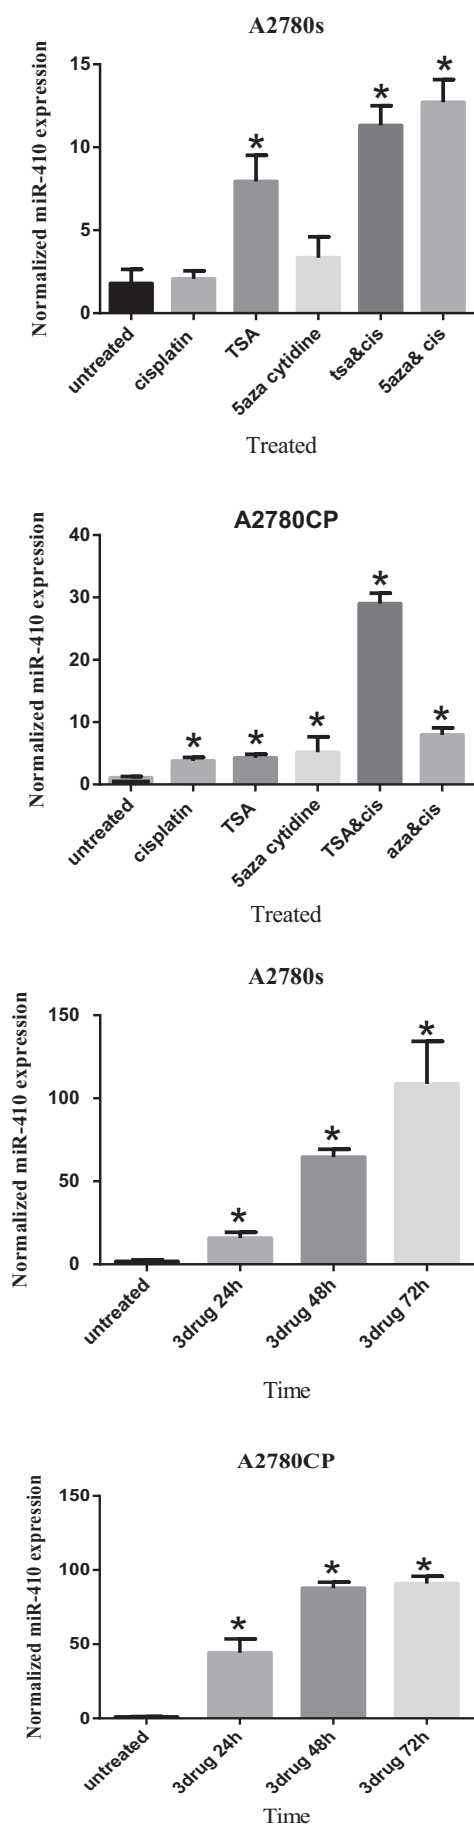 A2780s
Normalized miR-410 expression
15
10
5
0
*
*
*
untreated
cisplatin
TSA
5aza cytidine
tsa&cis
5aza& cis
Treated
A2780CP
Normalized miR-410 expression
40
30
20
10
0
*
*
*
*
*
untreated
cisplatin
TSA
5aza cytidine
TSA&cis
aza&cis
Treated
A2780s
Normalized miR-410 expression
150
100
50
0
*
*
*
untreated
3drug 24h
3drug 48h
3drug 72h
Time
A2780CP
Normalized miR-410 expression
150
100
50
0
*
*
*
untreated
3drug 24h
3drug 48h
3drug 72h
Time